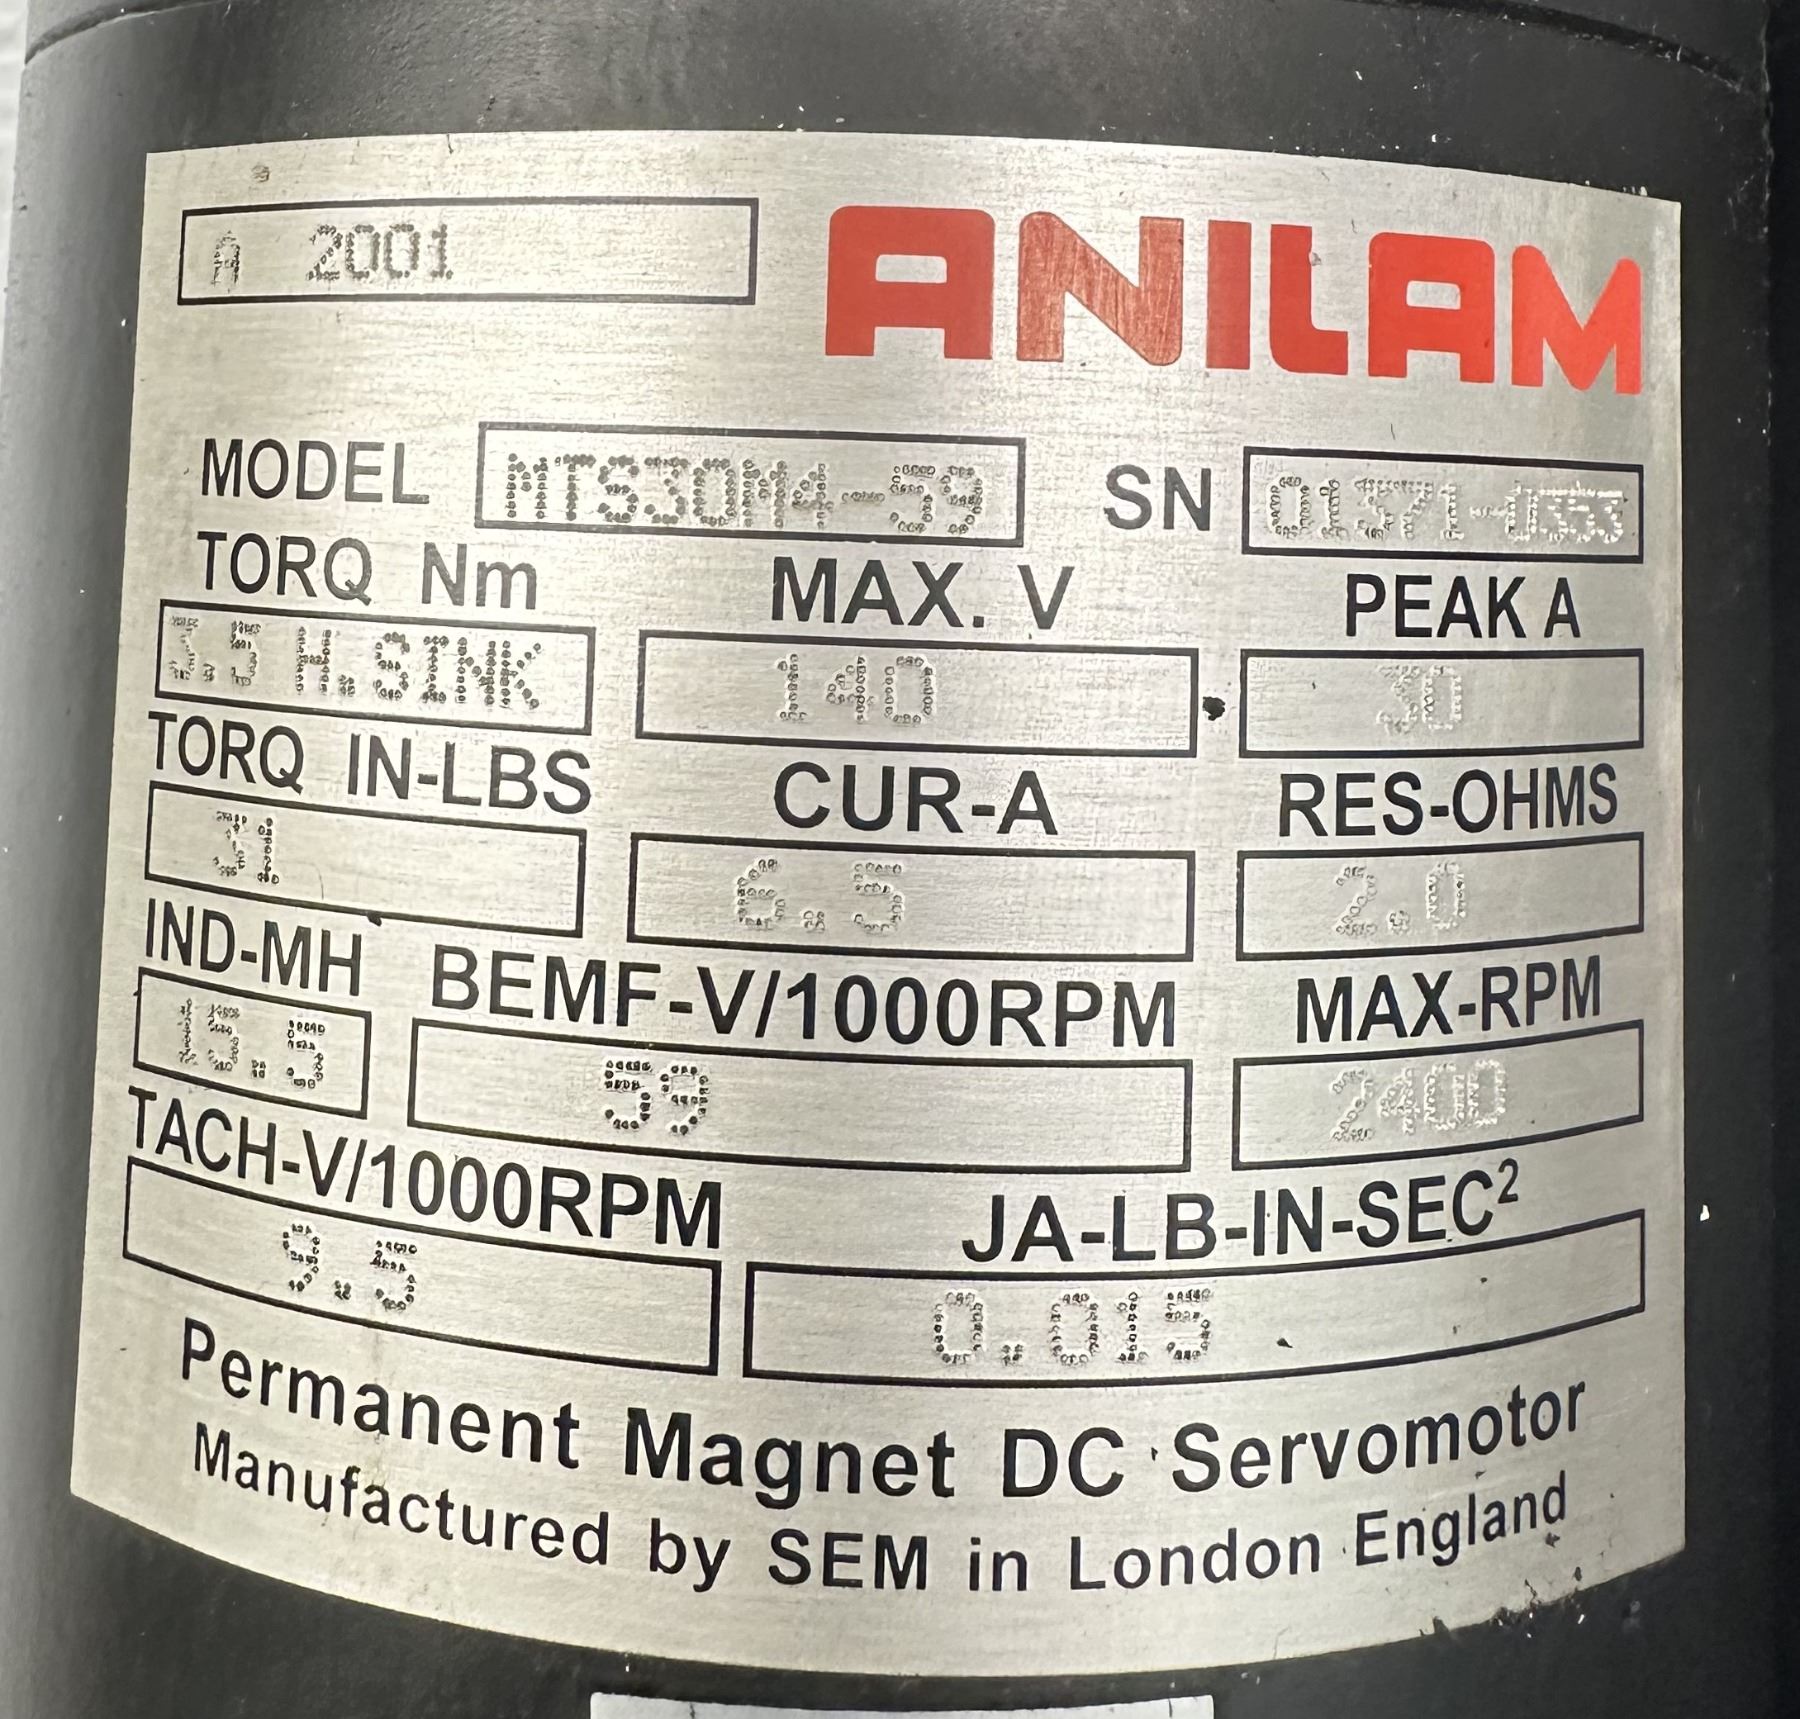 A 2001
ANILAM
MODEL MTS30M4-59 SN
TORQ Nm MAX. V PEAK A
H.SINK 140
TORQ IN-LBS CUR-A RES-OHMS
31 6.5 2.0
IND-MH BEMF-V/1000RPM MAX-RPM
59 2400
TACH-V/1000RPM JA-LB-IN-SEC²
9.5 0.015
Permanent Magnet DC Servomotor
Manufactured by SEM in London England